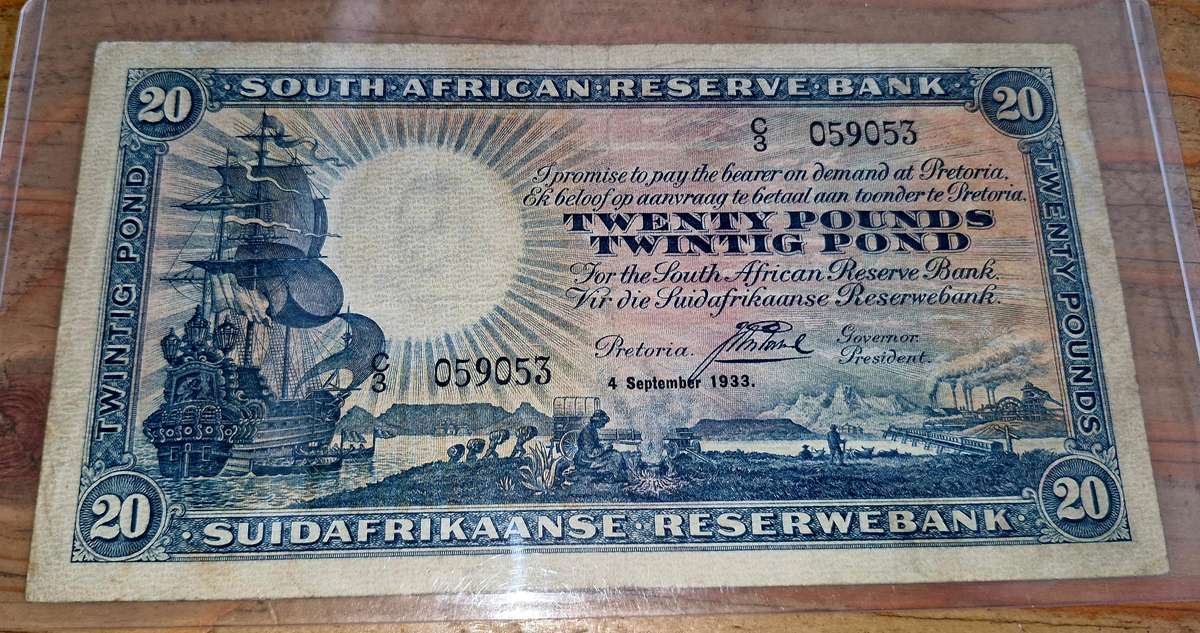 20
SOUTH·AFRICAN·RESERVE·BANK
20
C/3 059053
I promise to pay the bearer on demand at Pretoria.
Ek beloof op aanvraag te betaal aan toonder te Pretoria.
TWENTY POUNDS
TWINTIG POND
For the South African Reserve Bank.
Vir die Suidafrikaanse Reserwebank.
Pretoria.
Governor.
President.
4 September 1933.
C/3 059053
TWINTIG POND
TWENTY POUNDS
20
SUIDAFRIKAANSE·RESERWEBANK
20